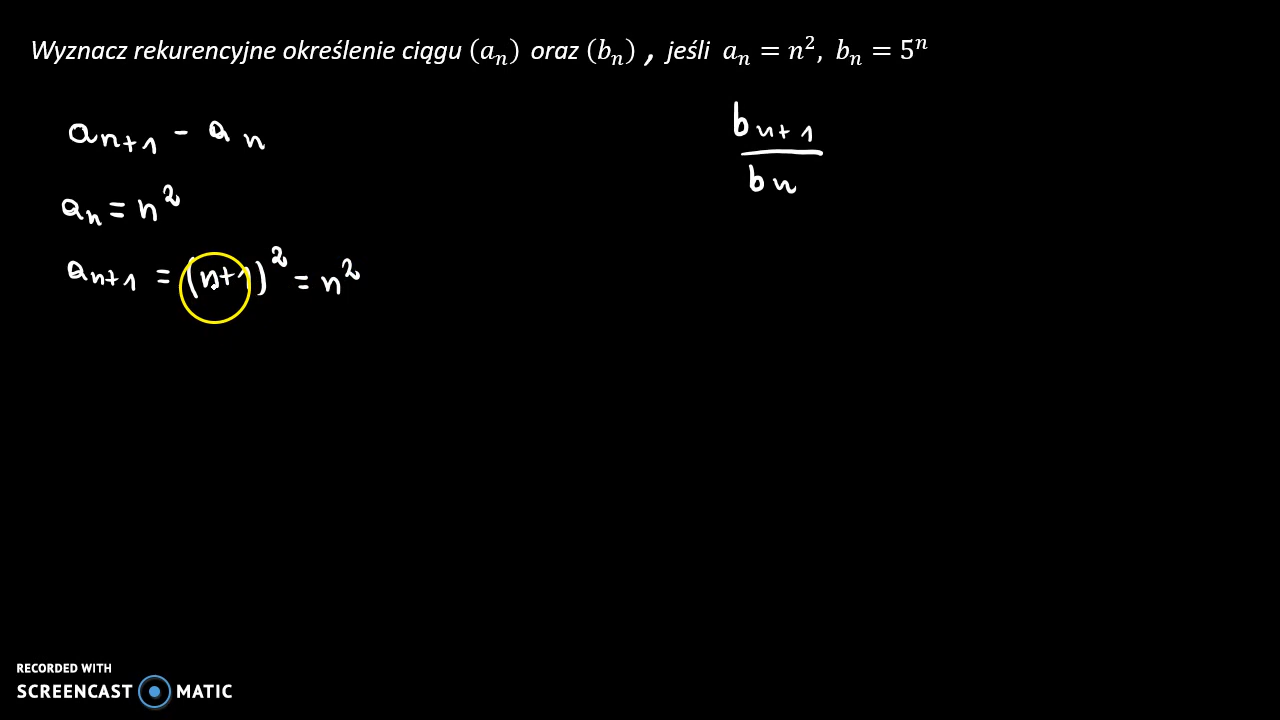 Wyznacz rekurencyjne określenie ciągu (aₙ) oraz (bₙ) , jeśli aₙ = n², bₙ = 5ⁿ
aₙ₊₁ - aₙ
aₙ = n²
aₙ₊₁ = (n+1)² = n²
bₙ₊₁
bₙ
RECORDED WITH
SCREENCAST MATIC